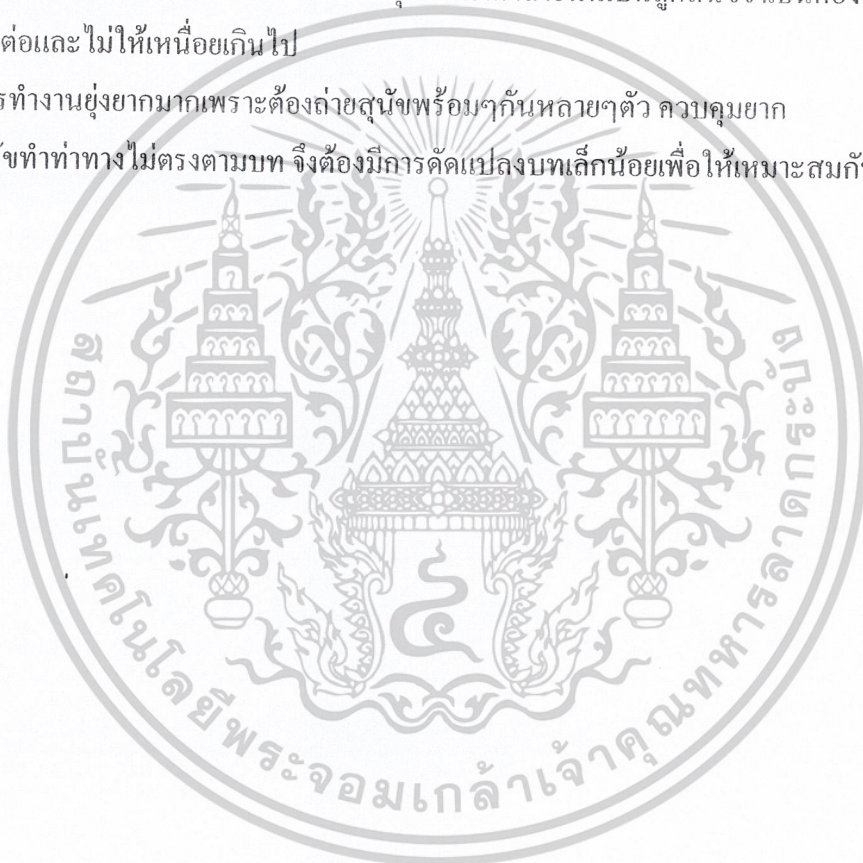 ต่อและไม่ให้เหนื่อยเกินไป
รทำงานยุ่งยากมากเพราะต้องถ่ายสุนัขพร้อมๆกันหลายๆตัว ควบคุมยาก
ขทำท่าทางไม่ตรงตามบท จึงต้องมีการดัดแปลงบทเล็กน้อยเพื่อให้เหมาะสมกั
สถาบันเทคโนโลยีพระจอมเกล้าเจ้าคุณทหารลาดกระบัง
๔